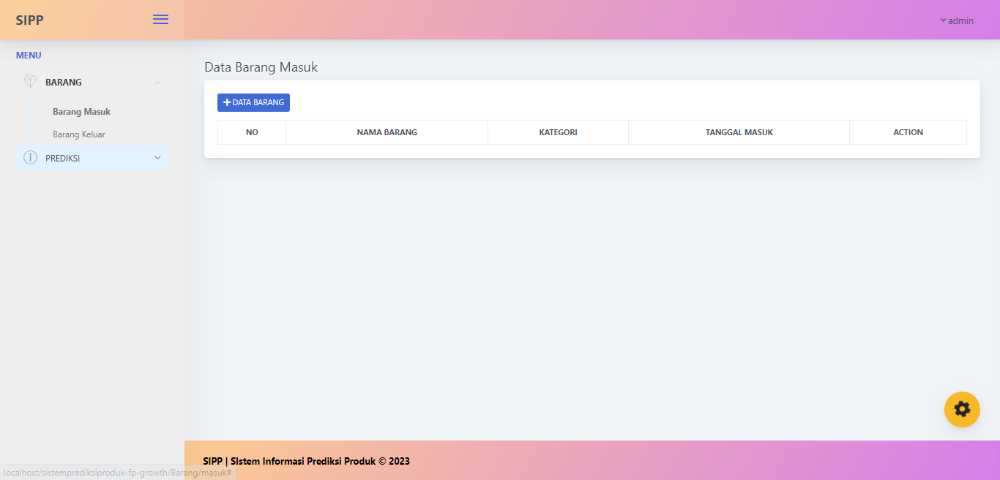 SIPP
admin
MENU
BARANG
Barang Masuk
Barang Keluar
PREDIKSI
Data Barang Masuk
DATA BARANG
NO NAMA BARANG KATEGORI TANGGAL MASUK ACTION
SIPP | SIstem Informasi Prediksi Produk © 2023
localhost/sistemprediksiproduk-fp-growth/Barang/masuk#